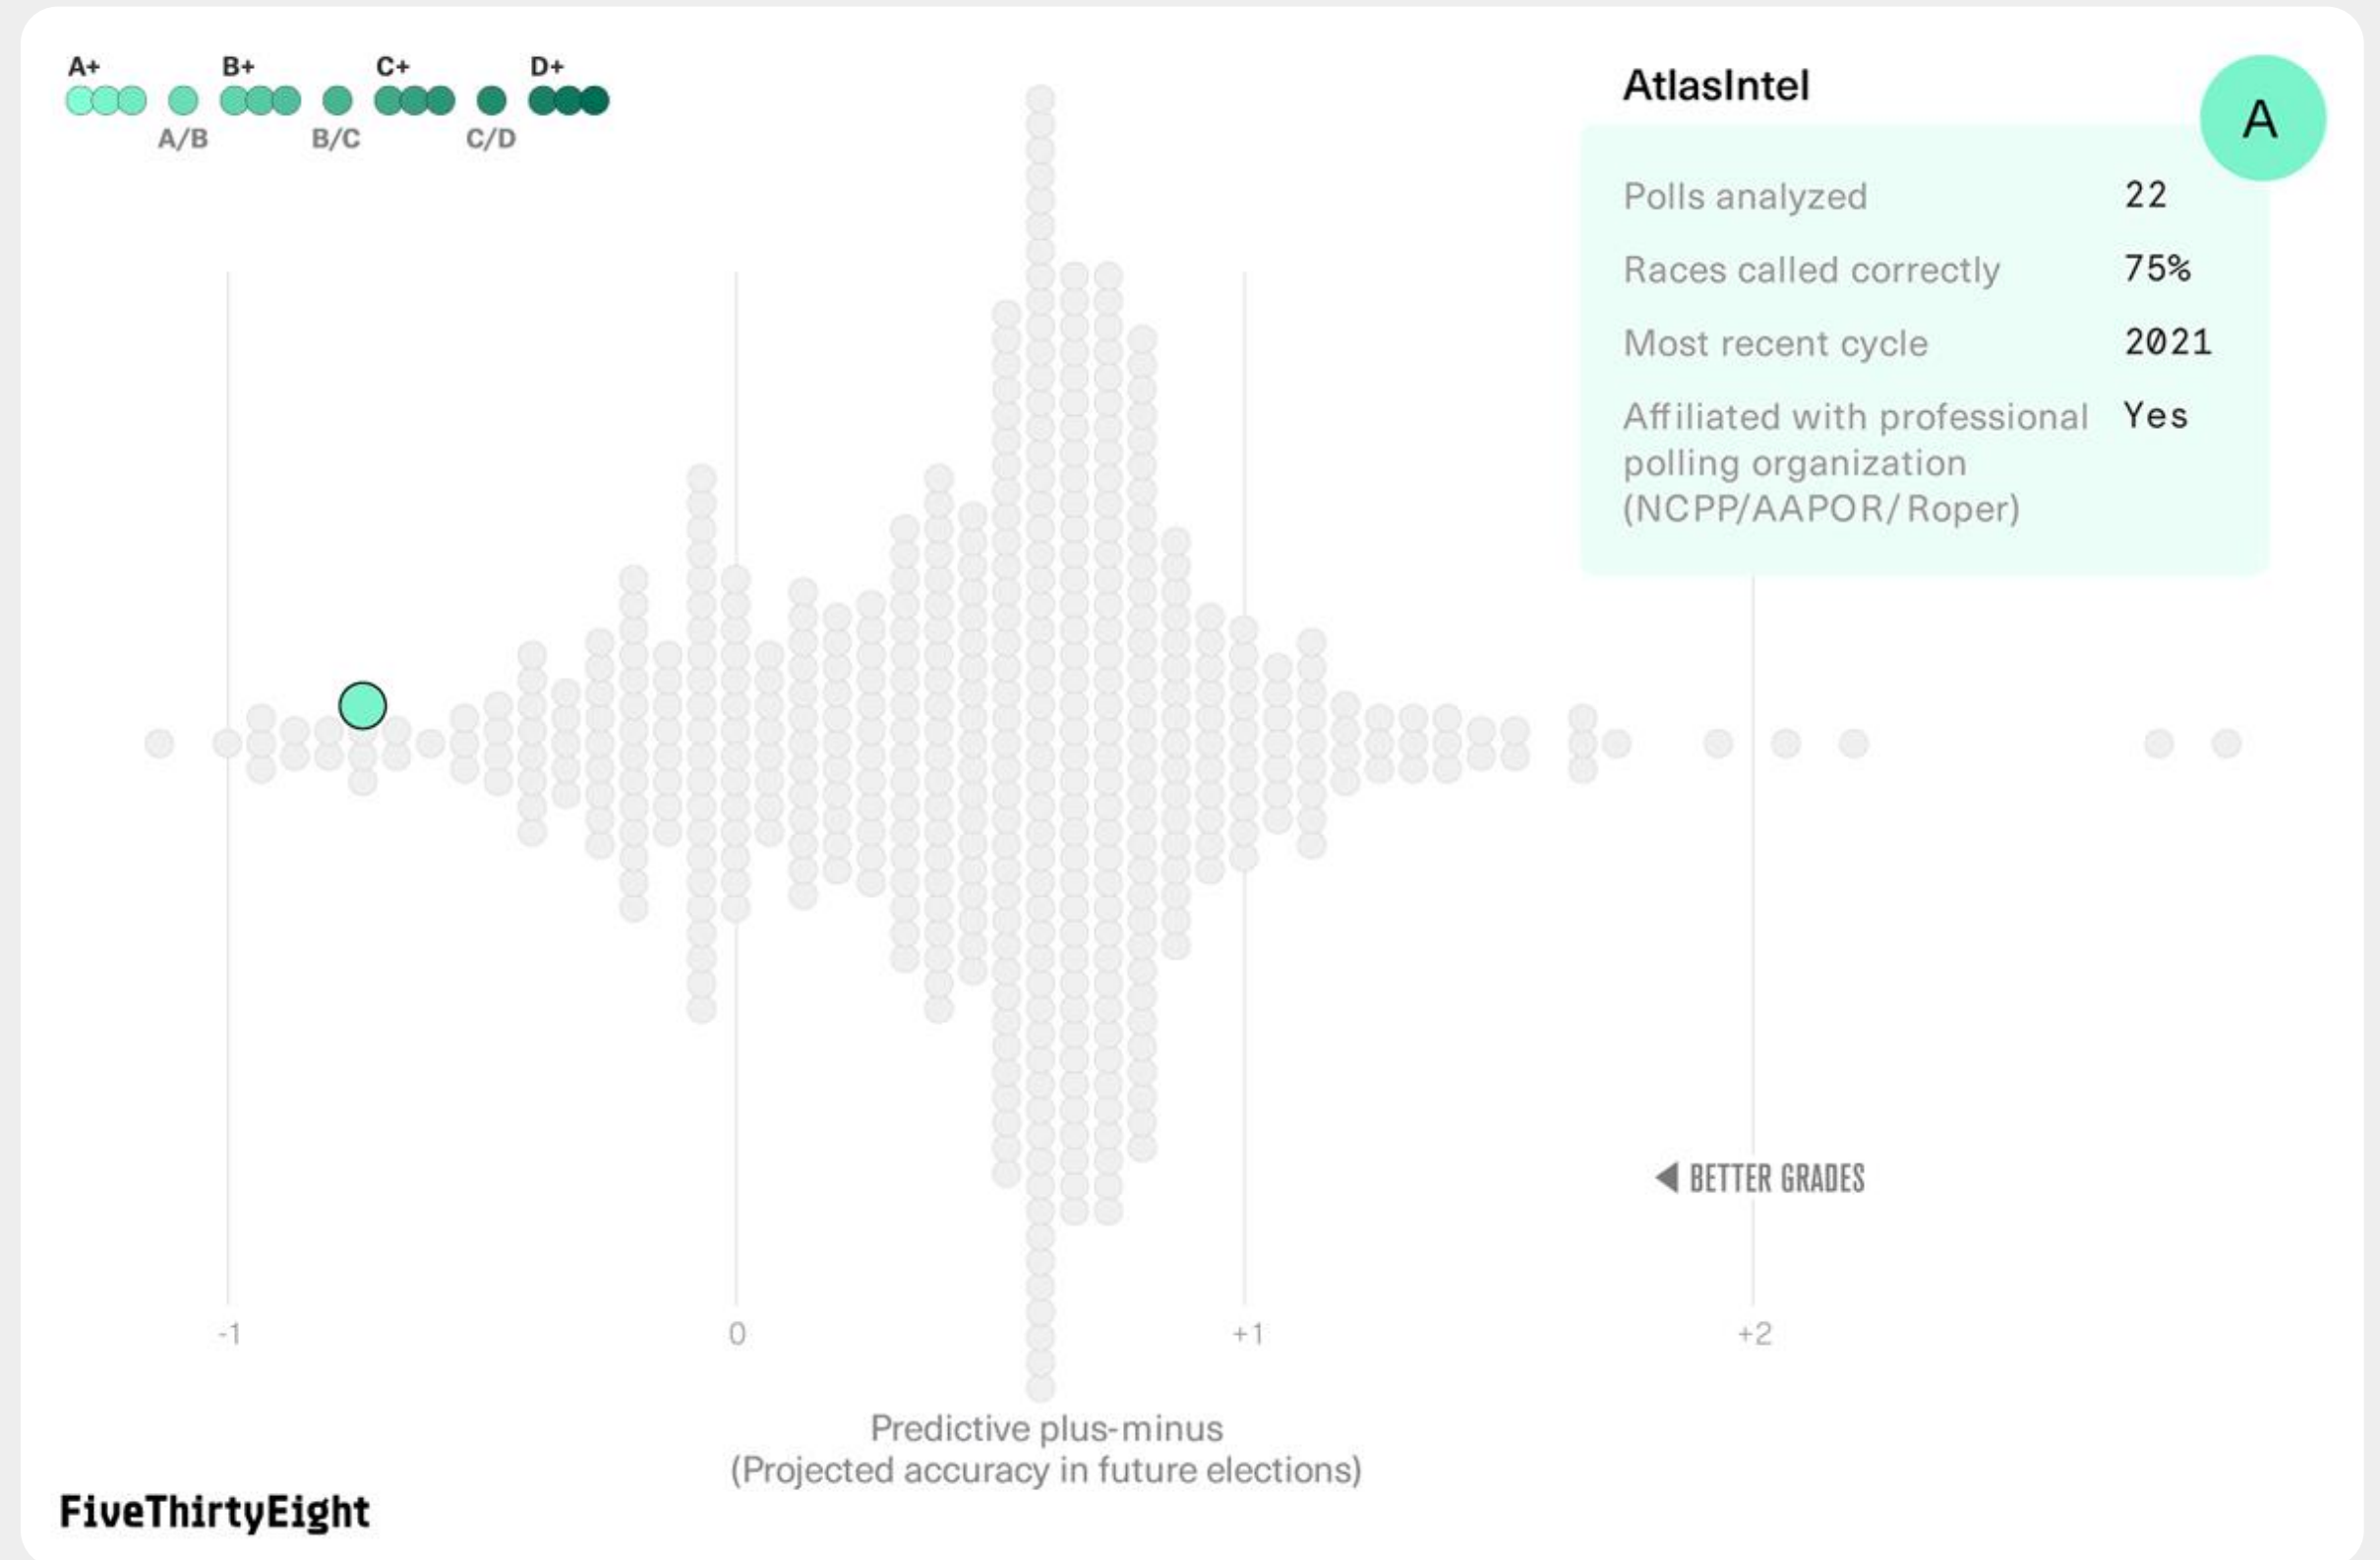 A+ B+ C+ D+
A/B B/C C/D
AtlasIntel
A
Polls analyzed 22
Races called correctly 75%
Most recent cycle 2021
Affiliated with professional Yes
polling organization
(NCPP/AAPOR/Roper)
BETTER GRADES
-1 0 +1 +2
Predictive plus-minus
(Projected accuracy in future elections)
FiveThirtyEight